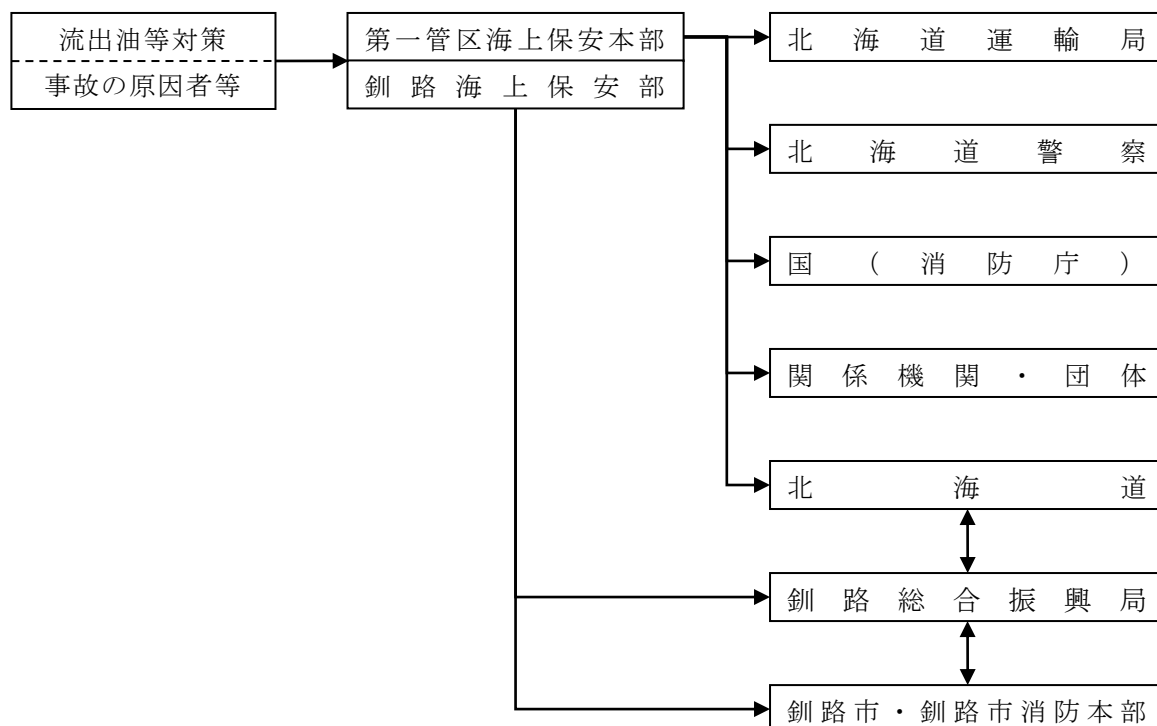 流出油等対策
事故の原因者等
第一管区海上保安本部
釧路海上保安部
北海道運輸局
北海道警察
国（消防庁）
関係機関・団体
北海道
釧路総合振興局
釧路市・釧路市消防本部